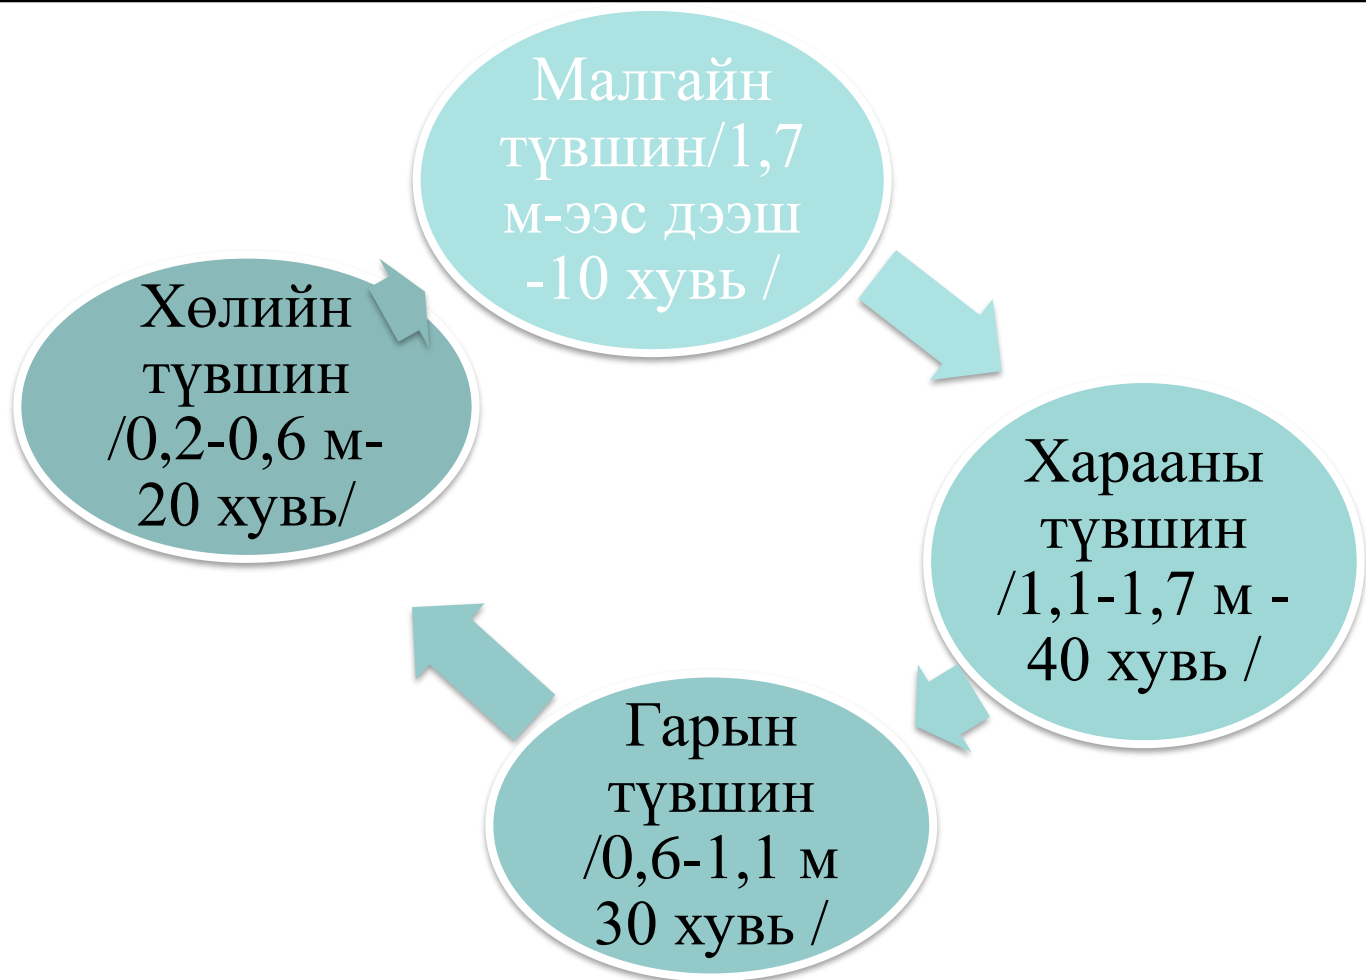 Малгайн
түвшин/1,7
м-ээс дээш
-10 хувь /
Хараaны
түвшин
/1,1-1,7 м -
40 хувь /
Гарын
түвшин
/0,6-1,1 м
30 хувь /
Хөлийн
түвшин
/0,2-0,6 м-
20 хувь/